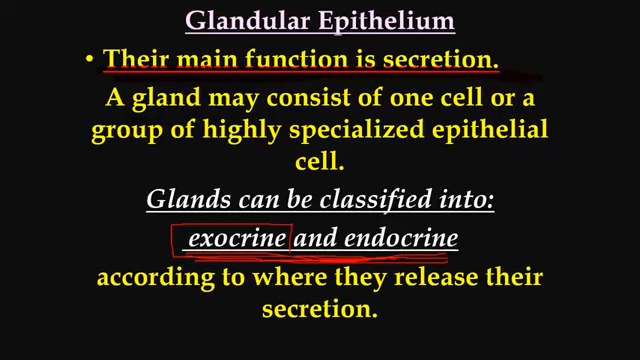 Glandular Epithelium
• Their main function is secretion.
A gland may consist of one cell or a
group of highly specialized epithelial
cell.
Glands can be classified into:
exocrine and endocrine
according to where they release their
secretion.